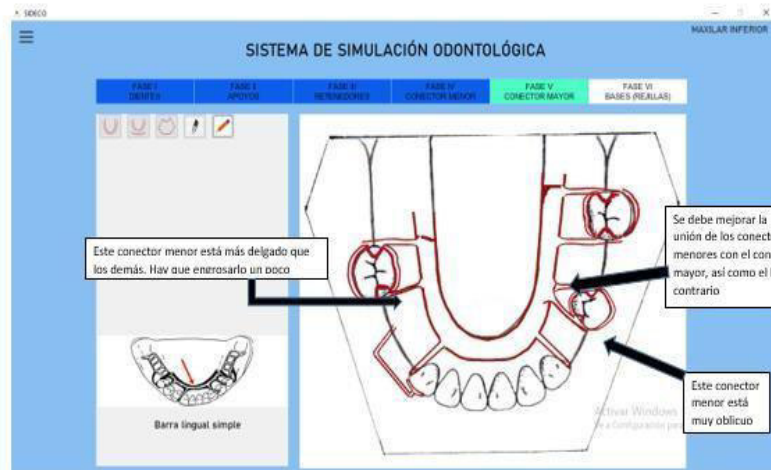 SIDECO
MAXILAR INFERIOR
SISTEMA DE SIMULACIÓN ODONTOLÓGICA
FASE I
DIENTES
FASE II
APOYOS
FASE III
RETENEDORES
FASE IV
CONECTOR MENOR
FASE V
CONECTOR MAYOR
FASE VI
BASES (REJILLAS)
Este conector menor está más delgado que
los demás. Hay que engrosarlo un poco
Se debe mejorar la
unión de los conect
menores con el con
mayor, así como el l
contrario
Este conector
menor está
muy oblicuo
Barra lingual simple
Activar Windows
Ve a Configuración para